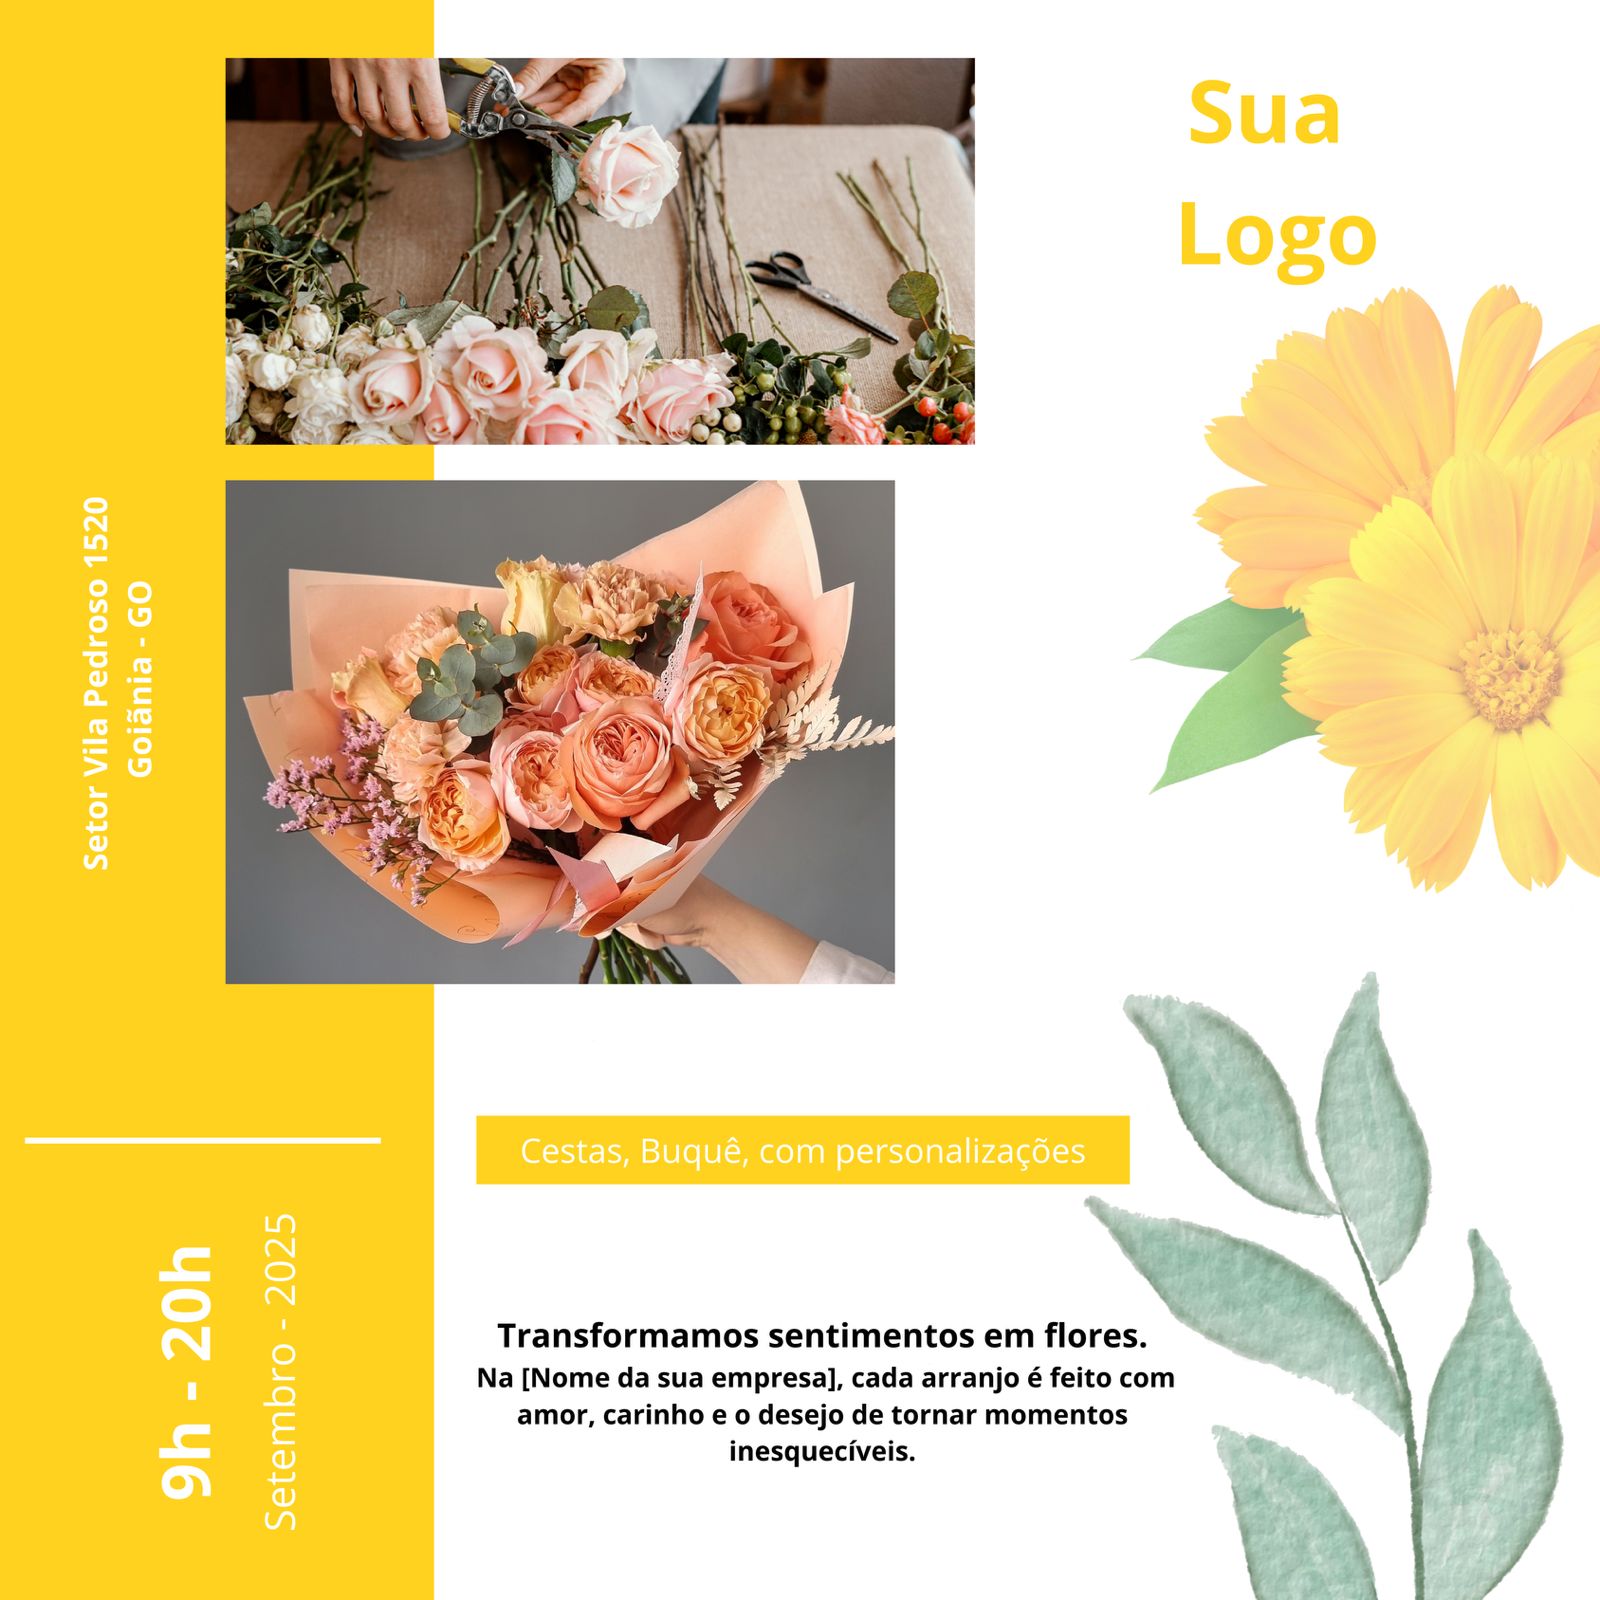 Sua
Logo
Setor Vila Pedroso 1520
Goiânia - GO
Cestas, Buquê, com personalizações
9h - 20h
Setembro - 2025
Transformamos sentimentos em flores.
Na [Nome da sua empresa], cada arranjo é feito com
amor, carinho e o desejo de tornar momentos
inesquecíveis.